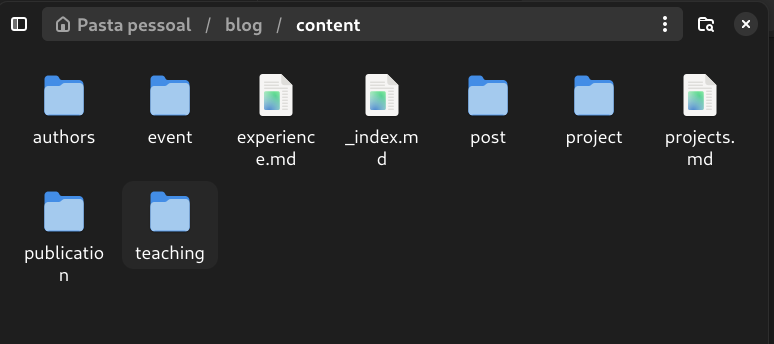 Pasta pessoal / blog / content
authors
event
experienc
e.md
_index.m
d
post
project
projects.
md
publicatio
n
teaching